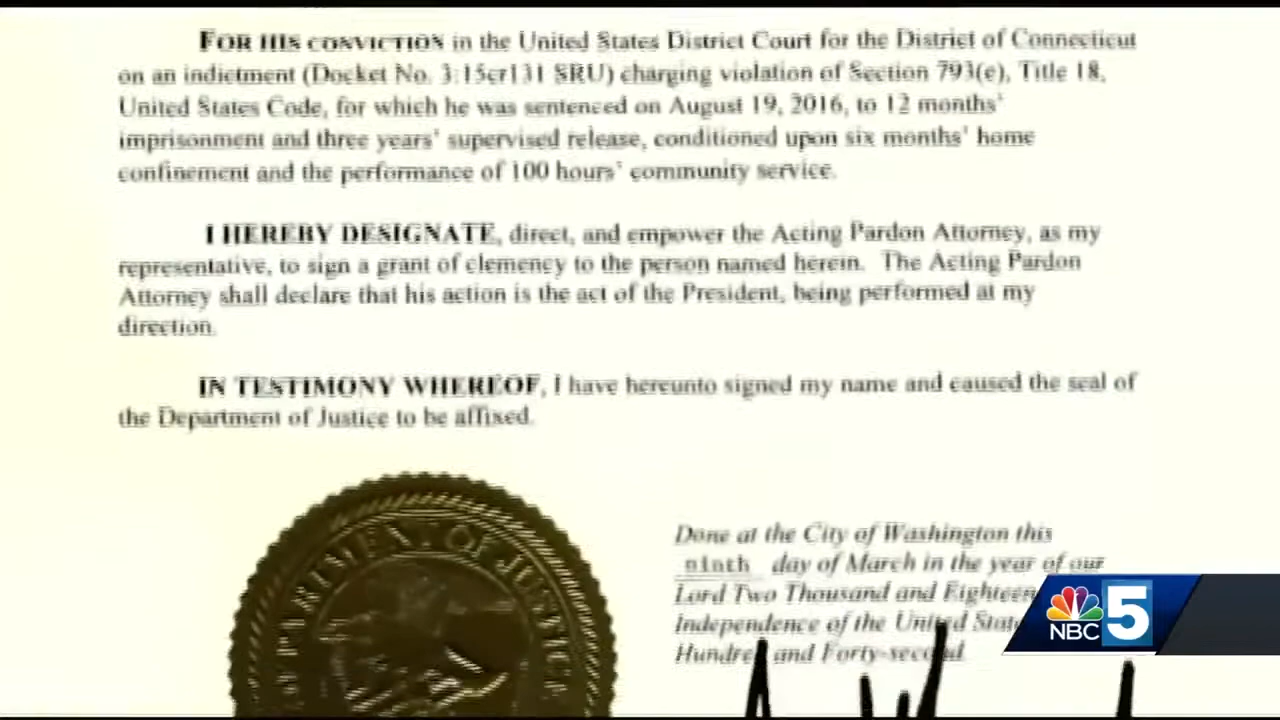 FOR HIS CONVICTION in the United States District Court for the District of Connecticut
on an indictment (Docket No. 3:15cr131 SRU) charging violation of Section 793(e), Title 18,
United States Code, for which he was sentenced on August 19, 2016, to 12 months'
imprisonment and three years' supervised release, conditioned upon six months' home
confinement and the performance of 100 hours' community service.
I HEREBY DESIGNATE, direct, and empower the Acting Pardon Attorney, as my
representative, to sign a grant of clemency to the person named herein. The Acting Pardon
Attorney shall declare that his action is the act of the President, being performed at my
direction.
IN TESTIMONY WHEREOF, I have hereunto signed my name and caused the seal of
the Department of Justice to be affixed.
Done at the City of Washington this
ninth day of March in the year of our
Lord Two Thousand and Eighteen
Independence of the United
Hundred and Forty-second
OF JUSTICE
NBC 5